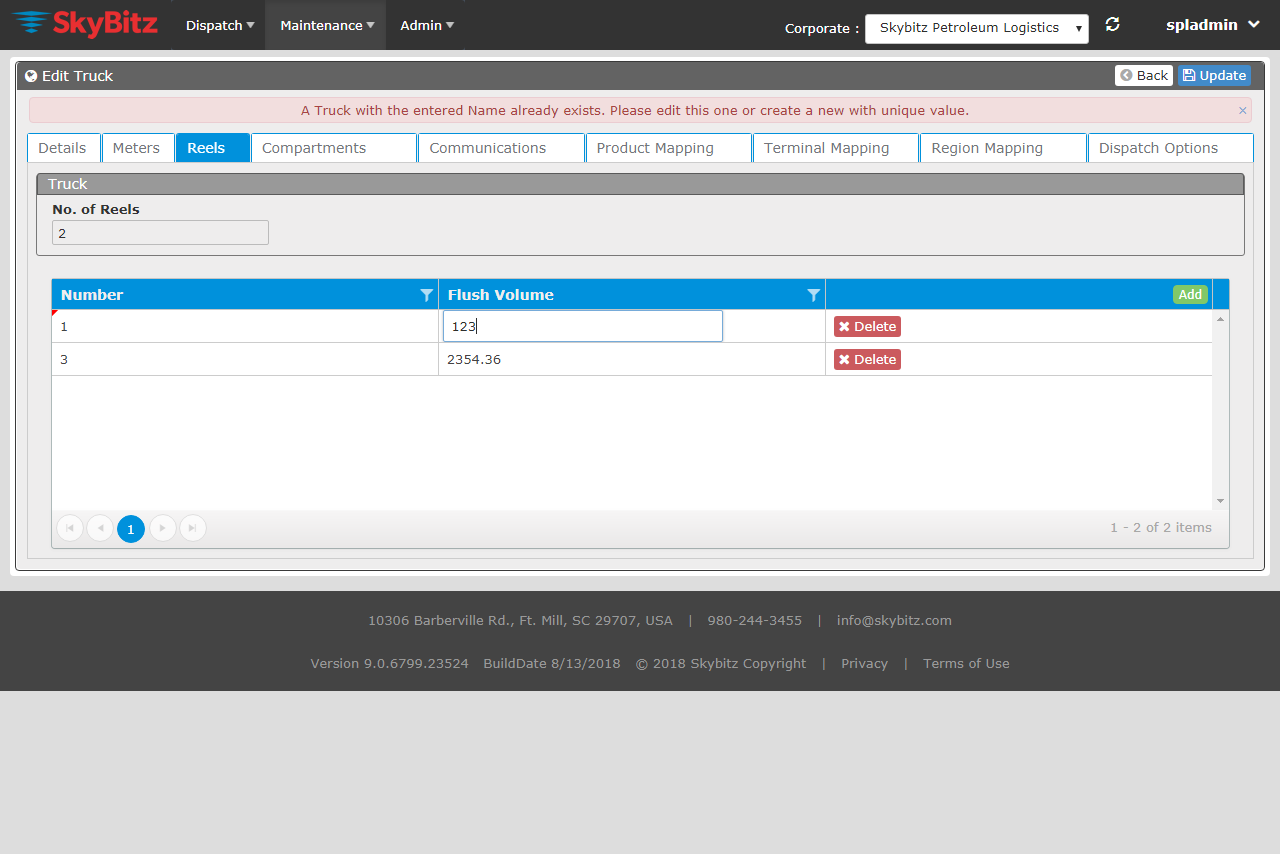 SkyBitz Dispatch Maintenance Admin Corporate : Skybitz Petroleum Logistics spladmin
Edit Truck Back Update
A Truck with the entered Name already exists. Please edit this one or create a new with unique value. ×
Details Meters Reels Compartments Communications Product Mapping Terminal Mapping Region Mapping Dispatch Options
Truck
No. of Reels
2
Number Flush Volume Add
1 123 Delete
3 2354.36 Delete
1 1 - 2 of 2 items
10306 Barberville Rd., Ft. Mill, SC 29707, USA | 980-244-3455 | info@skybitz.com
Version 9.0.6799.23524 BuildDate 8/13/2018 © 2018 Skybitz Copyright | Privacy | Terms of Use